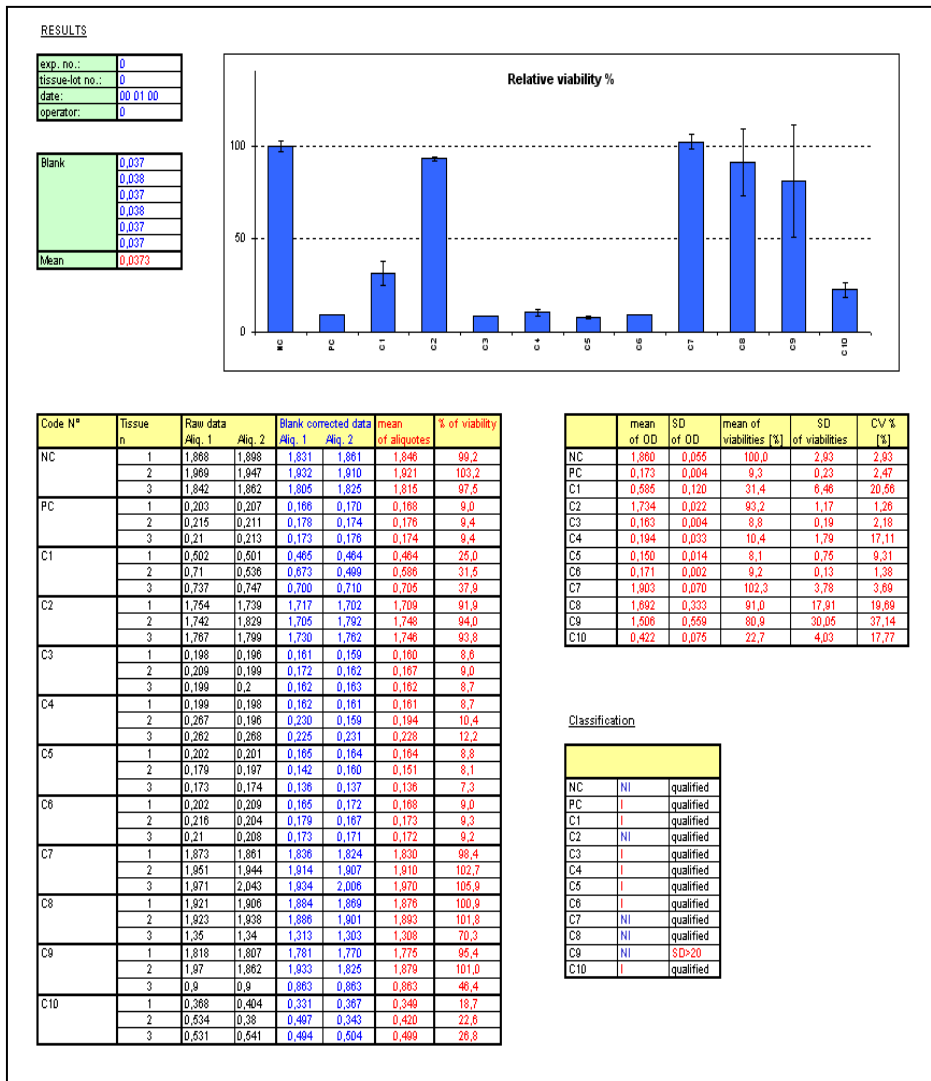 RESULTS
exp. no.: 0
tissue-lot no.: 0
date: 00 01 00
operator: 0
Blank 0,037
0,038
0,037
0,038
0,037
0,037
Mean 0,0373
Relative viability %
100
50
0
NC PC C1 C2 C3 C4 C5 C6 C7 C8 C9 C10
Code N° Tissue Raw data Blank corrected data mean % of viability
n Aliq. 1 Aliq. 2 Aliq. 1 Aliq. 2 of aliquotes
NC 1 1,868 1,898 1,831 1,861 1,846 99,2
2 1,969 1,947 1,932 1,910 1,921 103,2
3 1,842 1,862 1,805 1,825 1,815 97,5
PC 1 0,203 0,207 0,166 0,170 0,168 9,0
2 0,215 0,211 0,178 0,174 0,176 9,4
3 0,21 0,213 0,173 0,176 0,174 9,4
C1 1 0,502 0,501 0,465 0,464 0,464 25,0
2 0,71 0,536 0,673 0,499 0,586 31,5
3 0,737 0,747 0,700 0,710 0,705 37,9
C2 1 1,754 1,739 1,717 1,702 1,709 91,9
2 1,742 1,829 1,705 1,792 1,748 94,0
3 1,767 1,799 1,730 1,762 1,746 93,8
C3 1 0,198 0,196 0,161 0,159 0,160 8,6
2 0,209 0,199 0,172 0,162 0,167 9,0
3 0,199 0,2 0,162 0,163 0,162 8,7
C4 1 0,199 0,198 0,162 0,161 0,161 8,7
2 0,267 0,196 0,230 0,159 0,194 10,4
3 0,262 0,268 0,225 0,231 0,228 12,2
C5 1 0,202 0,201 0,165 0,164 0,164 8,8
2 0,179 0,197 0,142 0,160 0,151 8,1
3 0,173 0,174 0,136 0,137 0,136 7,3
C6 1 0,202 0,209 0,165 0,172 0,168 9,0
2 0,216 0,204 0,179 0,167 0,173 9,3
3 0,21 0,208 0,173 0,171 0,172 9,2
C7 1 1,873 1,861 1,836 1,824 1,830 98,4
2 1,951 1,944 1,914 1,907 1,910 102,7
3 1,971 2,043 1,934 2,006 1,970 105,9
C8 1 1,921 1,906 1,884 1,869 1,876 100,9
2 1,923 1,938 1,886 1,901 1,893 101,8
3 1,35 1,34 1,313 1,303 1,308 70,3
C9 1 1,818 1,807 1,781 1,770 1,775 95,4
2 1,97 1,862 1,933 1,825 1,879 101,0
3 0,9 0,9 0,863 0,863 0,863 46,4
C10 1 0,368 0,404 0,331 0,367 0,349 18,7
2 0,534 0,38 0,497 0,343 0,420 22,6
3 0,531 0,541 0,494 0,504 0,499 26,8
mean SD mean of SD CV %
of OD of OD viabilities [%] of viabilities [%]
NC 1,860 0,055 100,0 2,93 2,93
PC 0,173 0,004 9,3 0,23 2,47
C1 0,585 0,120 31,4 6,46 20,56
C2 1,734 0,022 93,2 1,17 1,26
C3 0,163 0,004 8,8 0,19 2,18
C4 0,194 0,033 10,4 1,79 17,11
C5 0,150 0,014 8,1 0,75 9,31
C6 0,171 0,002 9,2 0,13 1,38
C7 1,903 0,070 102,3 3,78 3,69
C8 1,692 0,333 91,0 17,91 19,69
C9 1,506 0,559 80,9 30,05 37,14
C10 0,422 0,075 22,7 4,03 17,77
Classification
NC NI qualified
PC I qualified
C1 I qualified
C2 NI qualified
C3 I qualified
C4 I qualified
C5 I qualified
C6 I qualified
C7 NI qualified
C8 NI qualified
C9 NI SD>20
C10 I qualified